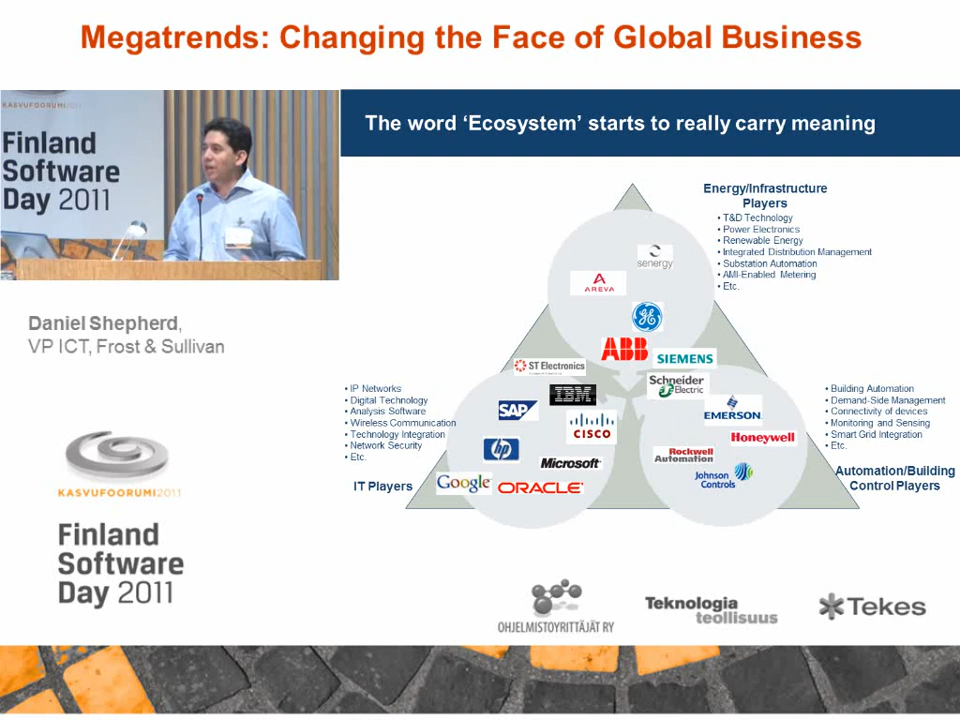 Megatrends: Changing the Face of Global Business
KASVUFOORUMI2011
Finland
Software
Day 2011
The word ‘Ecosystem’ starts to really carry meaning
Energy/Infrastructure
Players
• T&D Technology
• Power Electronics
• Renewable Energy
• Integrated Distribution Management
• Substation Automation
• AMI-Enabled Metering
• Etc.
senergy
AREVA
GE
ABB
SIEMENS
Daniel Shepherd,
VP ICT, Frost & Sullivan
ST Electronics
Schneider
Electric
• IP Networks
• Digital Technology
• Analysis Software
• Wireless Communication
• Technology Integration
• Network Security
• Etc.
IT Players
IBM
SAP
CISCO
hp
Microsoft
Google
ORACLE
EMERSON
Honeywell
Rockwell
Automation
Johnson
Controls
• Building Automation
• Demand-Side Management
• Connectivity of devices
• Monitoring and Sensing
• Smart Grid Integration
• Etc.
Automation/Building
Control Players
KASVUFOORUMI2011
Finland
Software
Day 2011
OHJELMISTOYRITTÄJÄT RY
Teknologia
teollisuus
Tekes